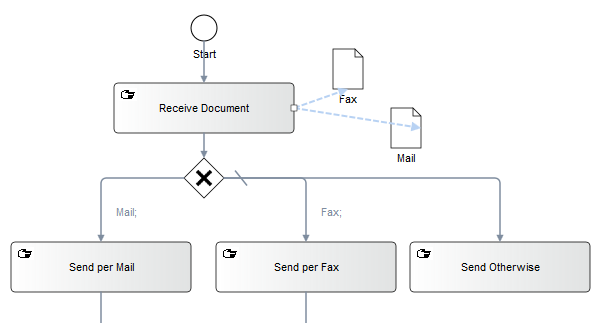 Start
Receive Document
Fax
Mail
Mail;
Fax;
Send per Mail
Send per Fax
Send Otherwise